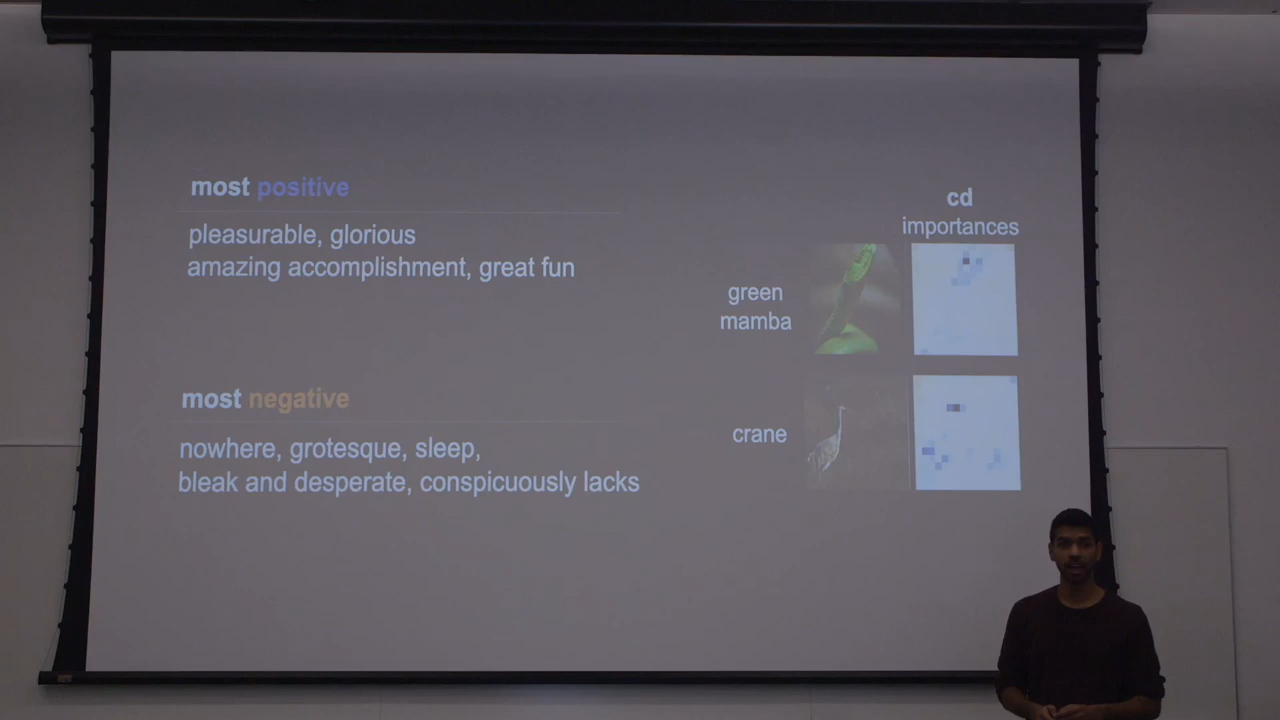 most positive
pleasurable, glorious
amazing accomplishment, great fun
most negative
nowhere, grotesque, sleep,
bleak and desperate, conspicuously lacks
cd
importances
green
mamba
crane